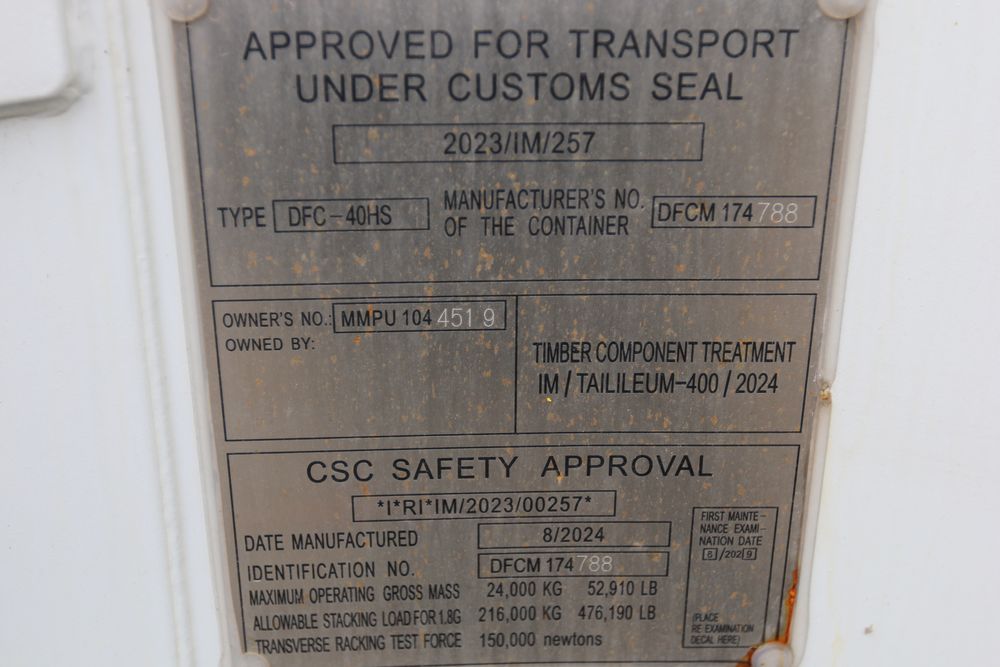 APPROVED FOR TRANSPORT
UNDER CUSTOMS SEAL
2023/IM/257
TYPE DFC-40HS
MANUFACTURER'S NO.
OF THE CONTAINER
DFCM 174788
OWNER'S NO.: MMPU 104 451 9
OWNED BY:
TIMBER COMPONENT TREATMENT
IM / TAILILEUM-400 / 2024
CSC SAFETY APPROVAL
*I*RI*IM/2023/00257*
DATE MANUFACTURED 8/2024
IDENTIFICATION NO. DFCM 174788
MAXIMUM OPERATING GROSS MASS 24,000 KG 52,910 LB
ALLOWABLE STACKING LOAD FOR 1.8G 216,000 KG 476,190 LB
TRANSVERSE RACKING TEST FORCE 150,000 newtons
FIRST MAINTE-
NANCE EXAMI-
NATION DATE
8/2029
(PLACE
RE-EXAMINATION
DECAL HERE)